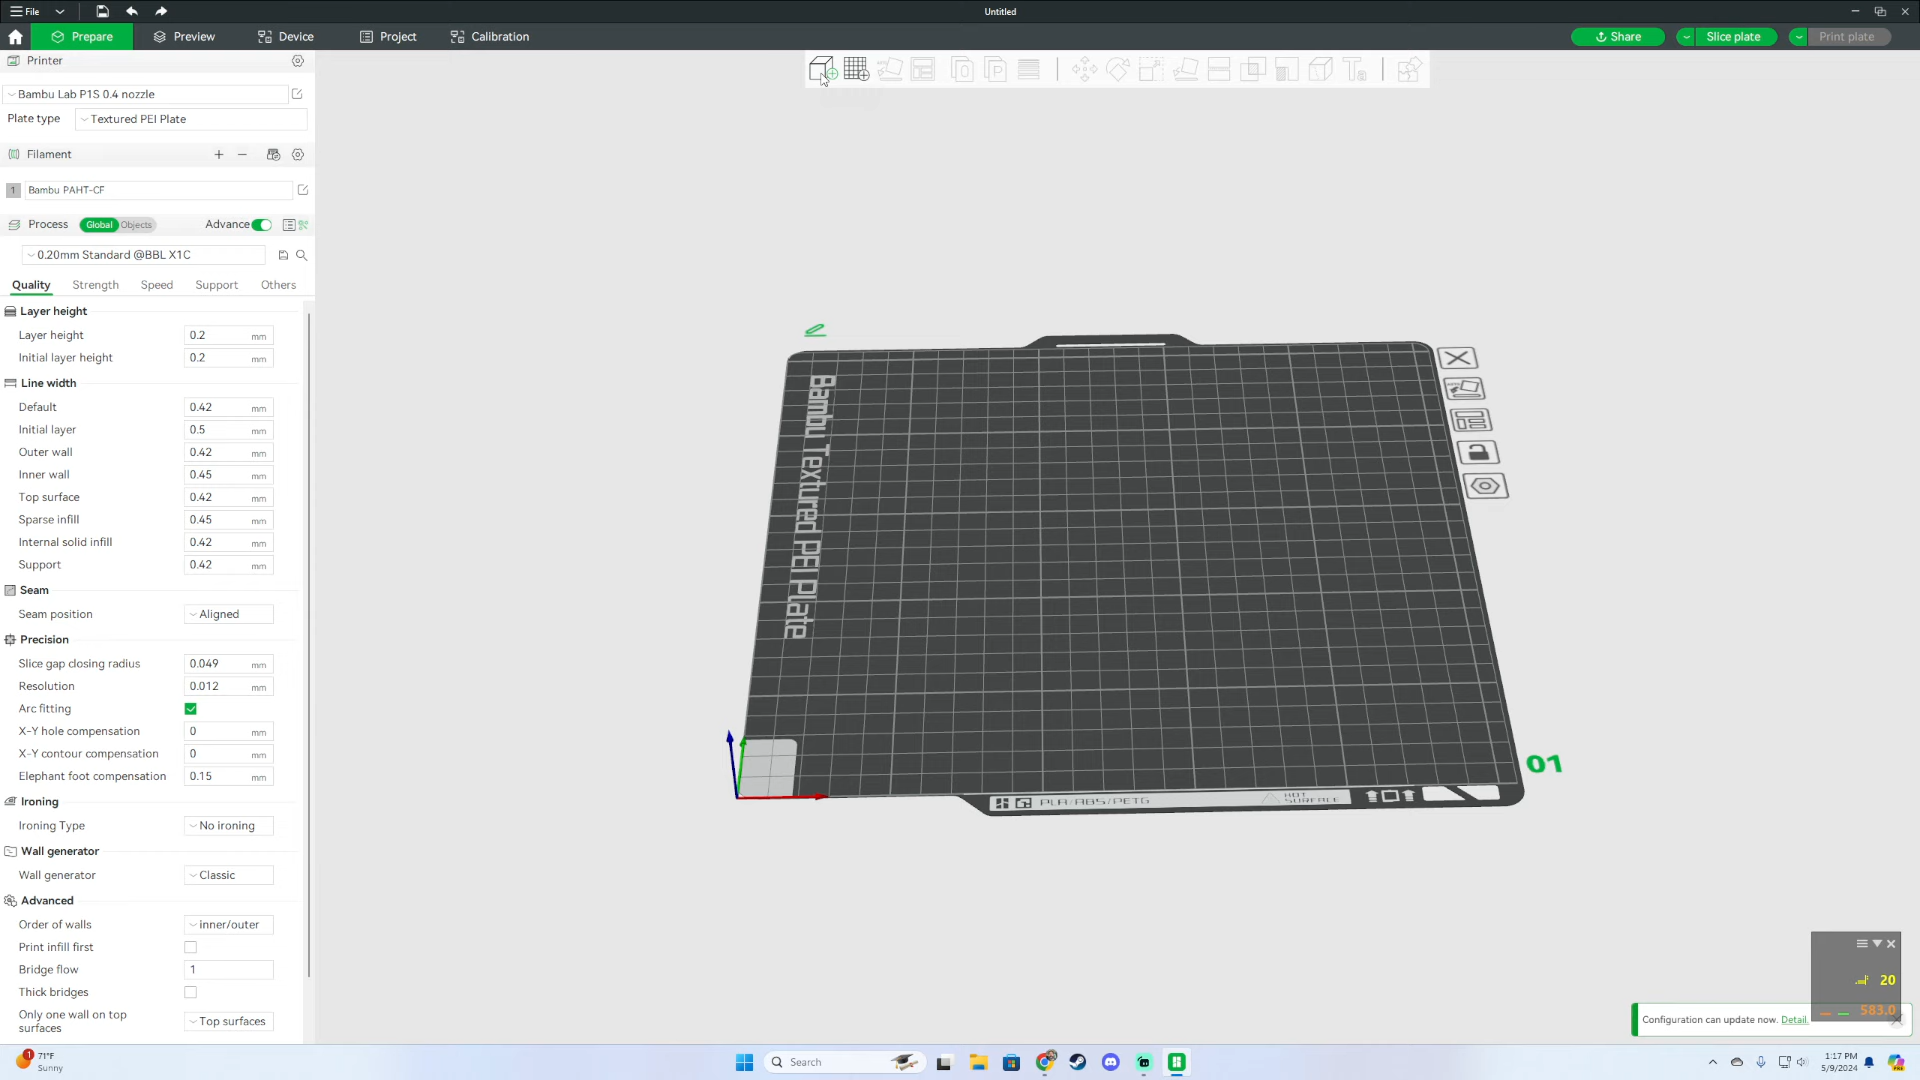 File
Untitled
Prepare
Preview
Device
Project
Calibration
Share
Slice plate
Print plate
Printer
Bambu Lab P1S 0.4 nozzle
Plate type
Textured PEI Plate
Filament
1
Bambu PAHT-CF
Process
Global
Objects
Advance
0.20mm Standard @BBL X1C
Quality
Strength
Speed
Support
Others
Layer height
Layer height 0.2 mm
Initial layer height 0.2 mm
Line width
Default 0.42 mm
Initial layer 0.5 mm
Outer wall 0.42 mm
Inner wall 0.45 mm
Top surface 0.42 mm
Sparse infill 0.45 mm
Internal solid infill 0.42 mm
Support 0.42 mm
Seam
Seam position Aligned
Precision
Slice gap closing radius 0.049 mm
Resolution 0.012 mm
Arc fitting
X-Y hole compensation 0 mm
X-Y contour compensation 0 mm
Elephant foot compensation 0.15 mm
Ironing
Ironing Type No ironing
Wall generator
Wall generator Classic
Advanced
Order of walls inner/outer
Print infill first
Bridge flow 1
Thick bridges
Only one wall on top
surfaces
Top surfaces
Bambu Textured PEI Plate
AUTO
01
PLA/ABS/PETG
HOT
SURFACE
20
583.0
Configuration can update now. Detail.
1
71°F
Sunny
Search
1:17 PM
5/9/2024